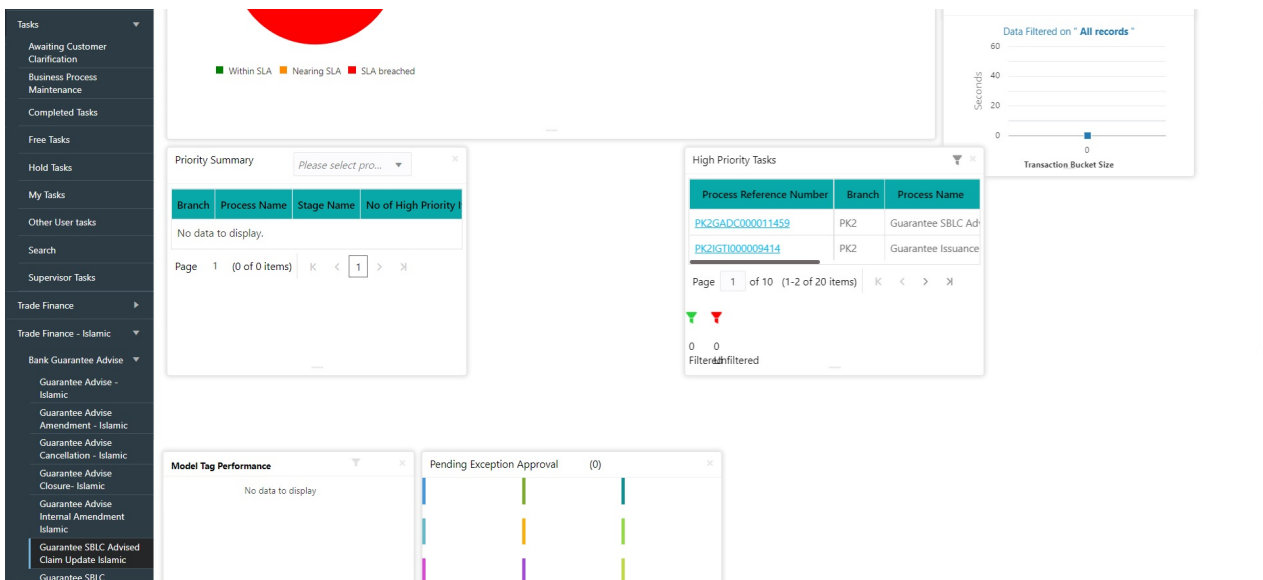 Tasks
Awaiting Customer
Clarification
Business Process
Maintenance
Completed Tasks
Free Tasks
Hold Tasks
My Tasks
Other User tasks
Search
Supervisor Tasks
Trade Finance
Trade Finance - Islamic
Bank Guarantee Advise
Guarantee Advise -
Islamic
Guarantee Advise
Amendment - Islamic
Guarantee Advise
Cancellation - Islamic
Guarantee Advise
Closure- Islamic
Guarantee Advise
Internal Amendment
Islamic
Guarantee SBLC Advised
Claim Update Islamic
Guarantee SBLC
Within SLA Nearing SLA SLA breached
Data Filtered on " All records "
60
40
20
0
Seconds
0
Transaction Bucket Size
Priority Summary Please select pro...
Branch Process Name Stage Name No of High Priority
No data to display.
Page 1 (0 of 0 items) 1
High Priority Tasks
Process Reference Number Branch Process Name
PK2GADC000011459 PK2 Guarantee SBLC Adv
PK2IGTI000009414 PK2 Guarantee Issuance
Page 1 of 10 (1-2 of 20 items)
0 0
Filtered Unfiltered
Model Tag Performance
No data to display
Pending Exception Approval (0)